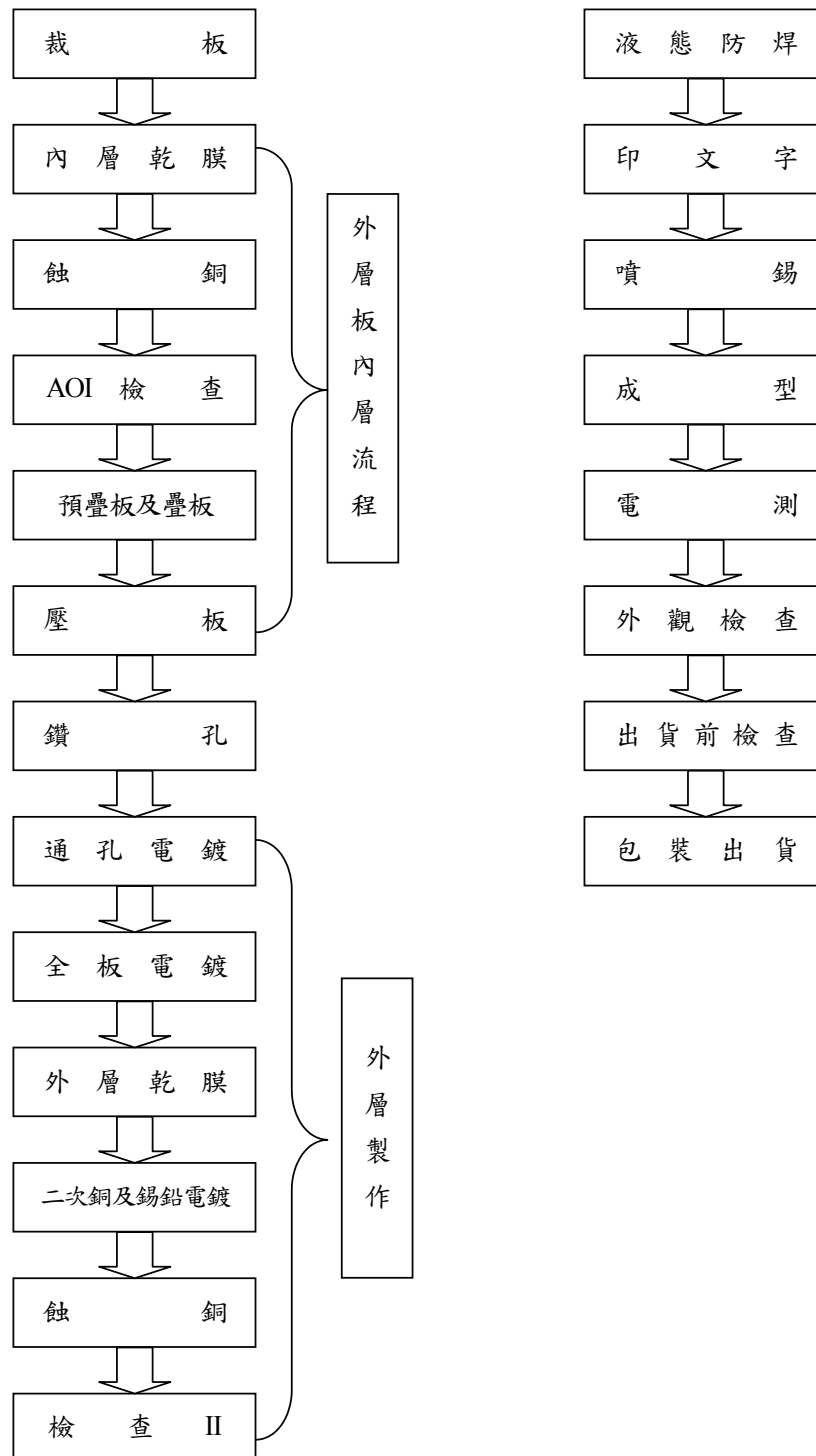 裁板
內層乾膜
蝕銅
AOI 檢查
預疊板及疊板
壓板
外層板內層流程
鑽孔
通孔電鍍
全板電鍍
外層乾膜
二次銅及錫鉛電鍍
蝕銅
檢查 II
外層製作
液態防焊
印文字
噴錫
成型
電測
外觀檢查
出貨前檢查
包裝出貨